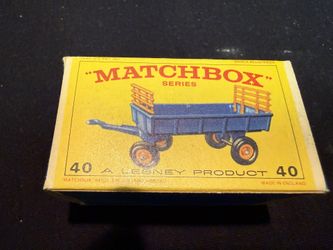 "MATCHBOX"
SERIES
40 A LESNEY PRODUCT 40
MADE IN ENGLAND